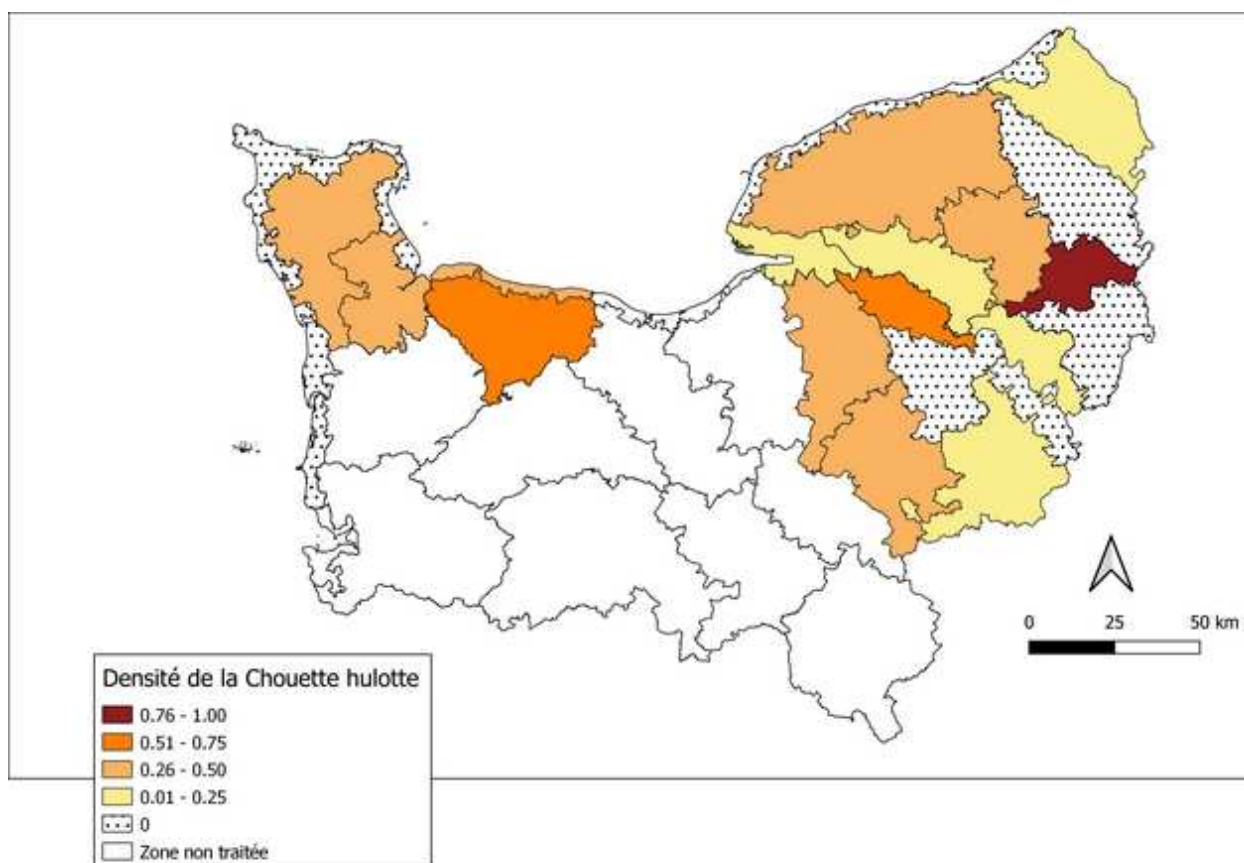 0 25 50 km
Densité de la Chouette hulotte
0.76 - 1.00
0.51 - 0.75
0.26 - 0.50
0.01 - 0.25
0
Zone non traitée